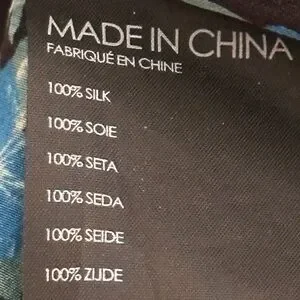 MADE IN CHINA
FABRIQUÉ EN CHINE
100% SILK
100% SOIE
100% SETA
100% SEDA
100% SEIDE
100% ZIJDE